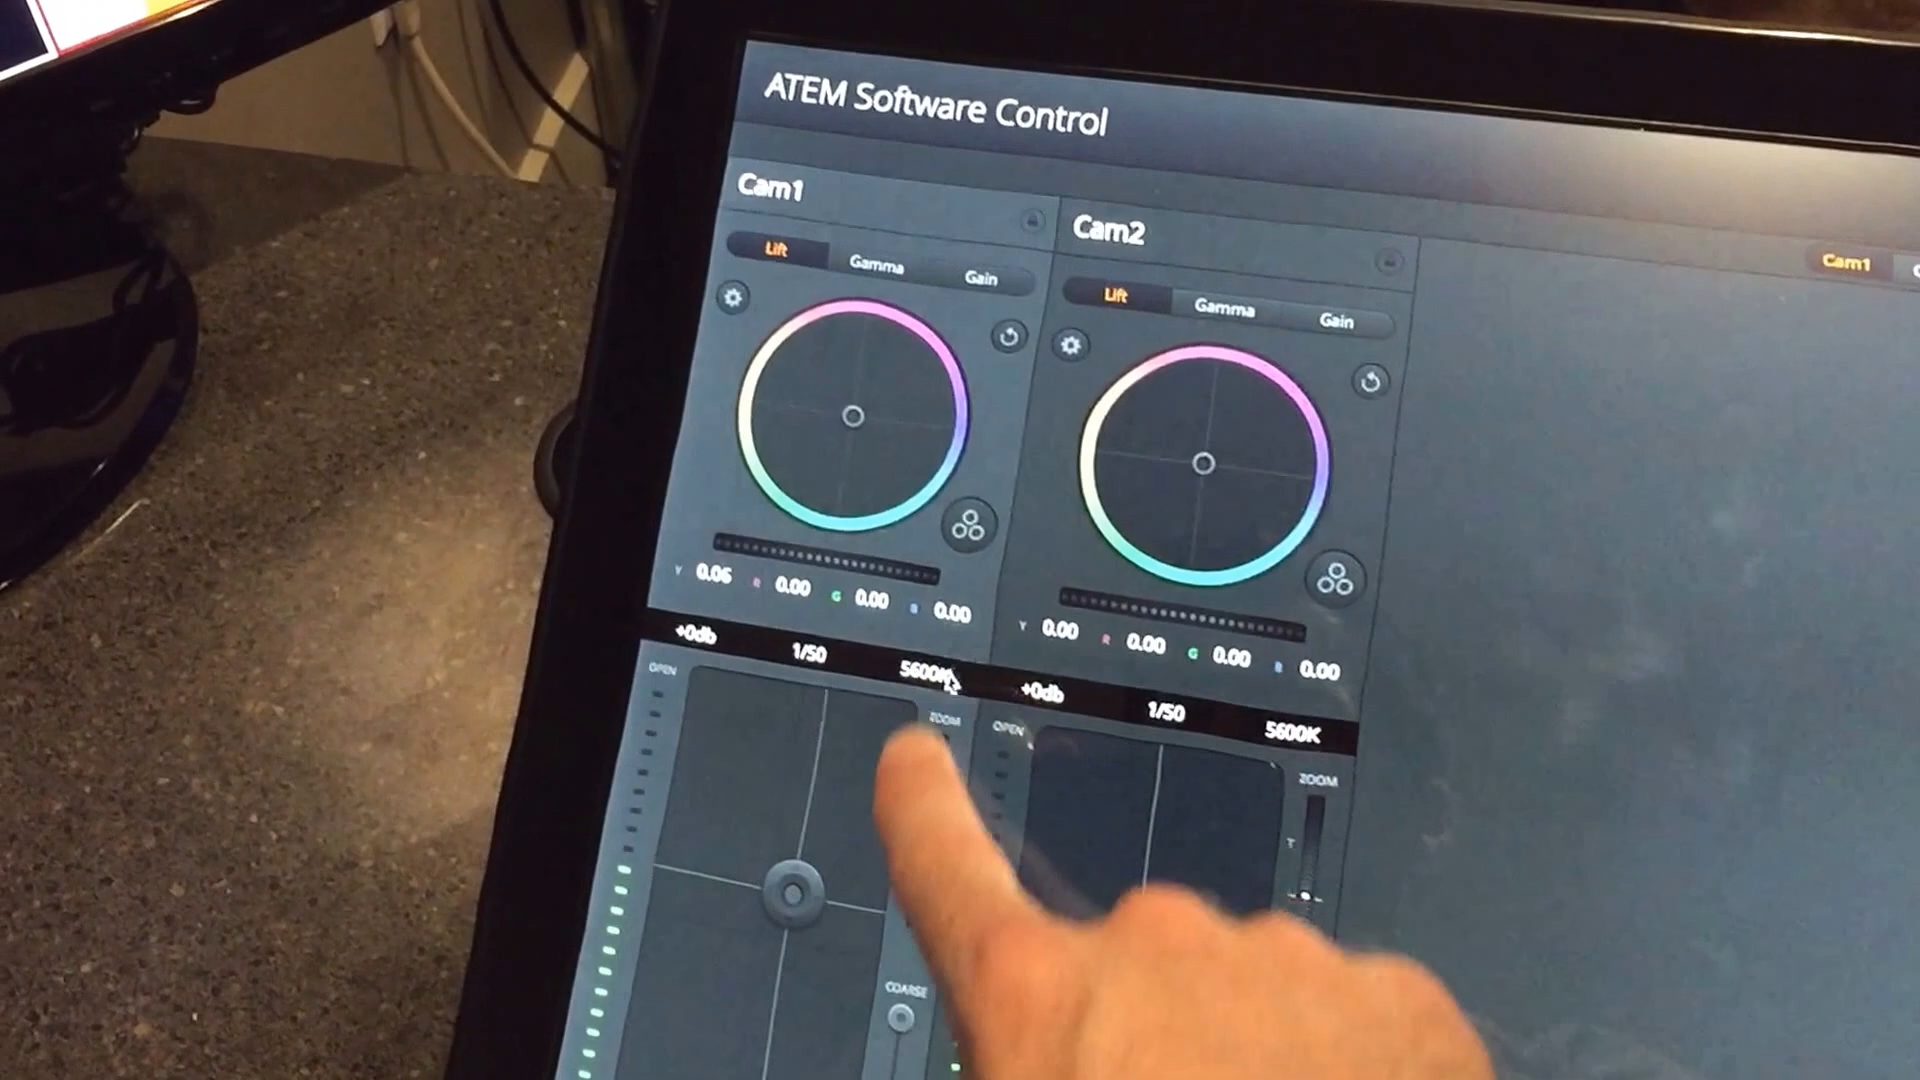 ATEM Software Control
Cam1
Lift Gamma Gain
Y 0.06 R 0.00 G 0.00 B 0.00
+0db 1/50 5600K
OPEN ZOOM
COARSE
Cam2
Lift Gamma Gain
Y 0.00 R 0.00 G 0.00 B 0.00
+0db 1/50 5600K
OPEN ZOOM
T
Cam1